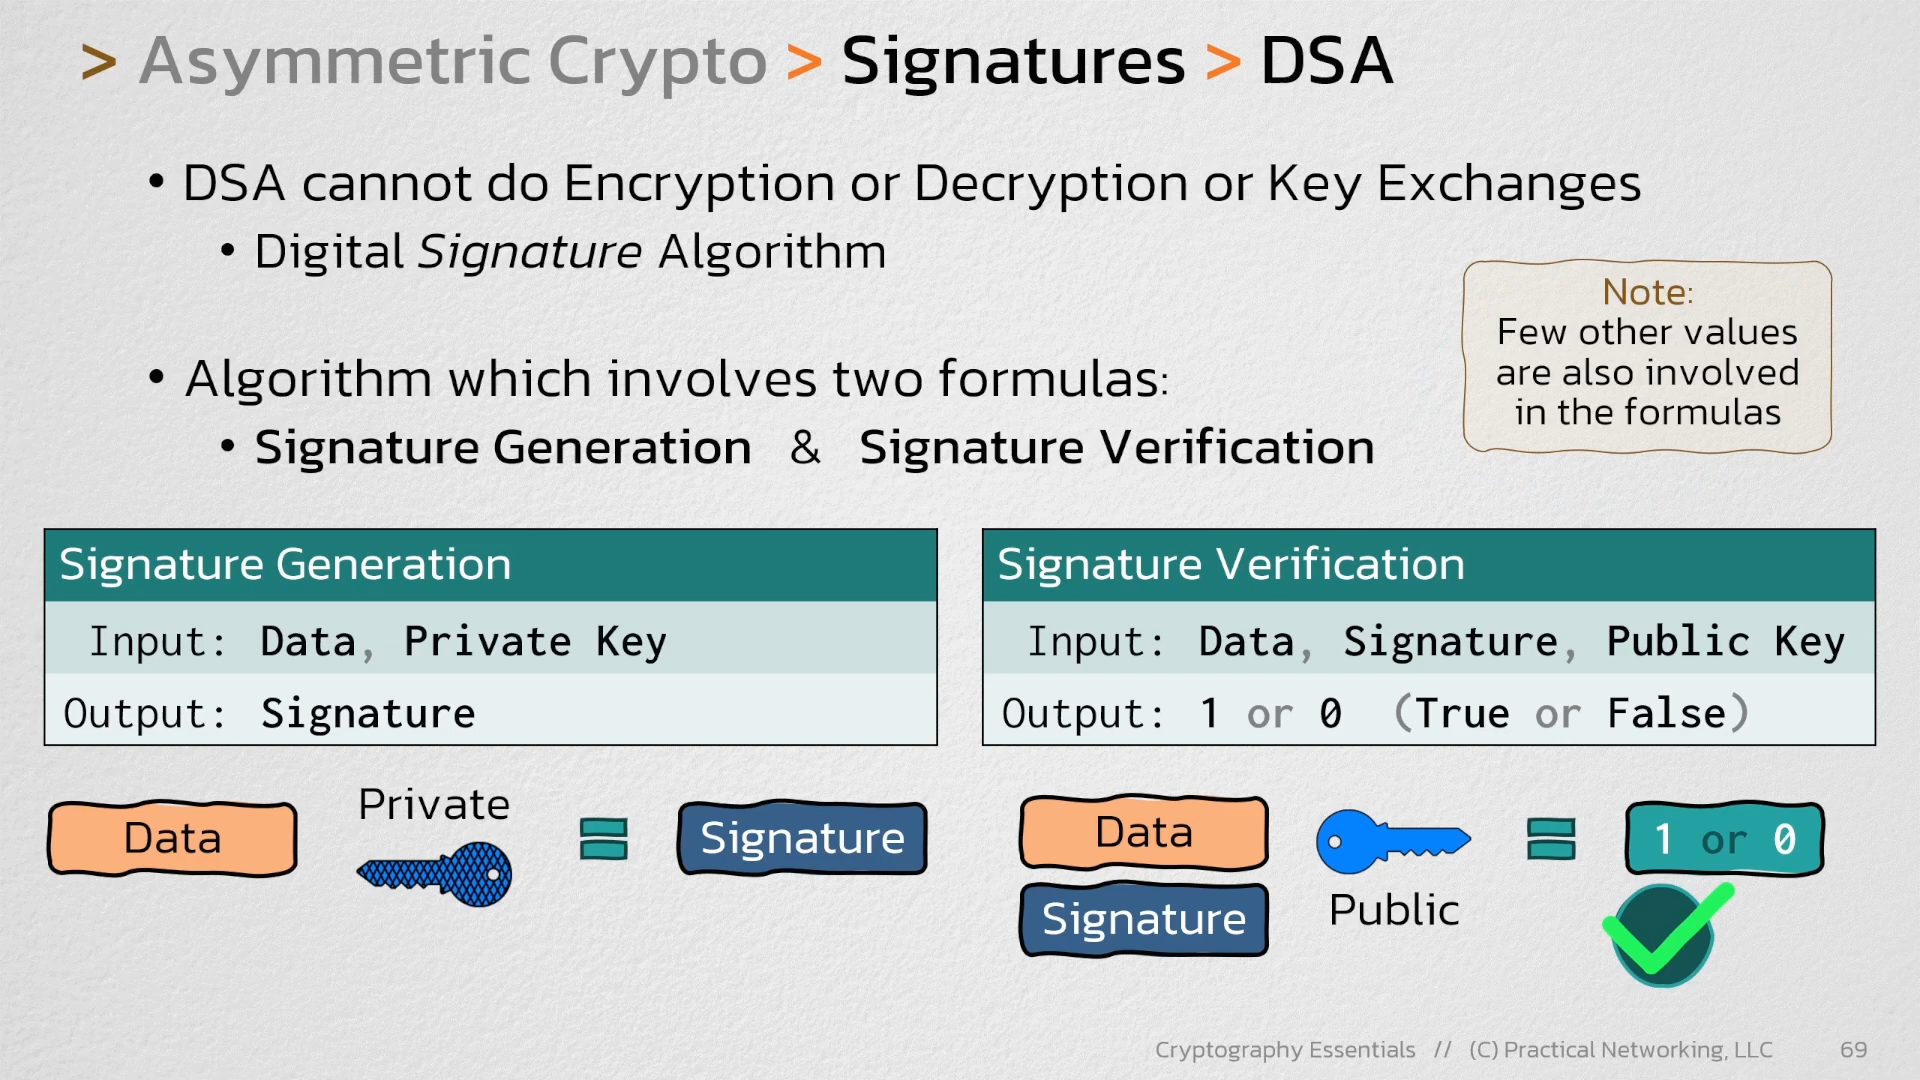 > Asymmetric Crypto > Signatures > DSA
• DSA cannot do Encryption or Decryption or Key Exchanges
• Digital Signature Algorithm
Note:
Few other values
are also involved
in the formulas
• Algorithm which involves two formulas:
• Signature Generation & Signature Verification
Signature Generation
Input: Data, Private Key
Output: Signature
Signature Verification
Input: Data, Signature, Public Key
Output: 1 or 0 (True or False)
Data
Private
=
Signature
Data
Signature
Public
=
1 or 0
Cryptography Essentials // (C) Practical Networking, LLC 69